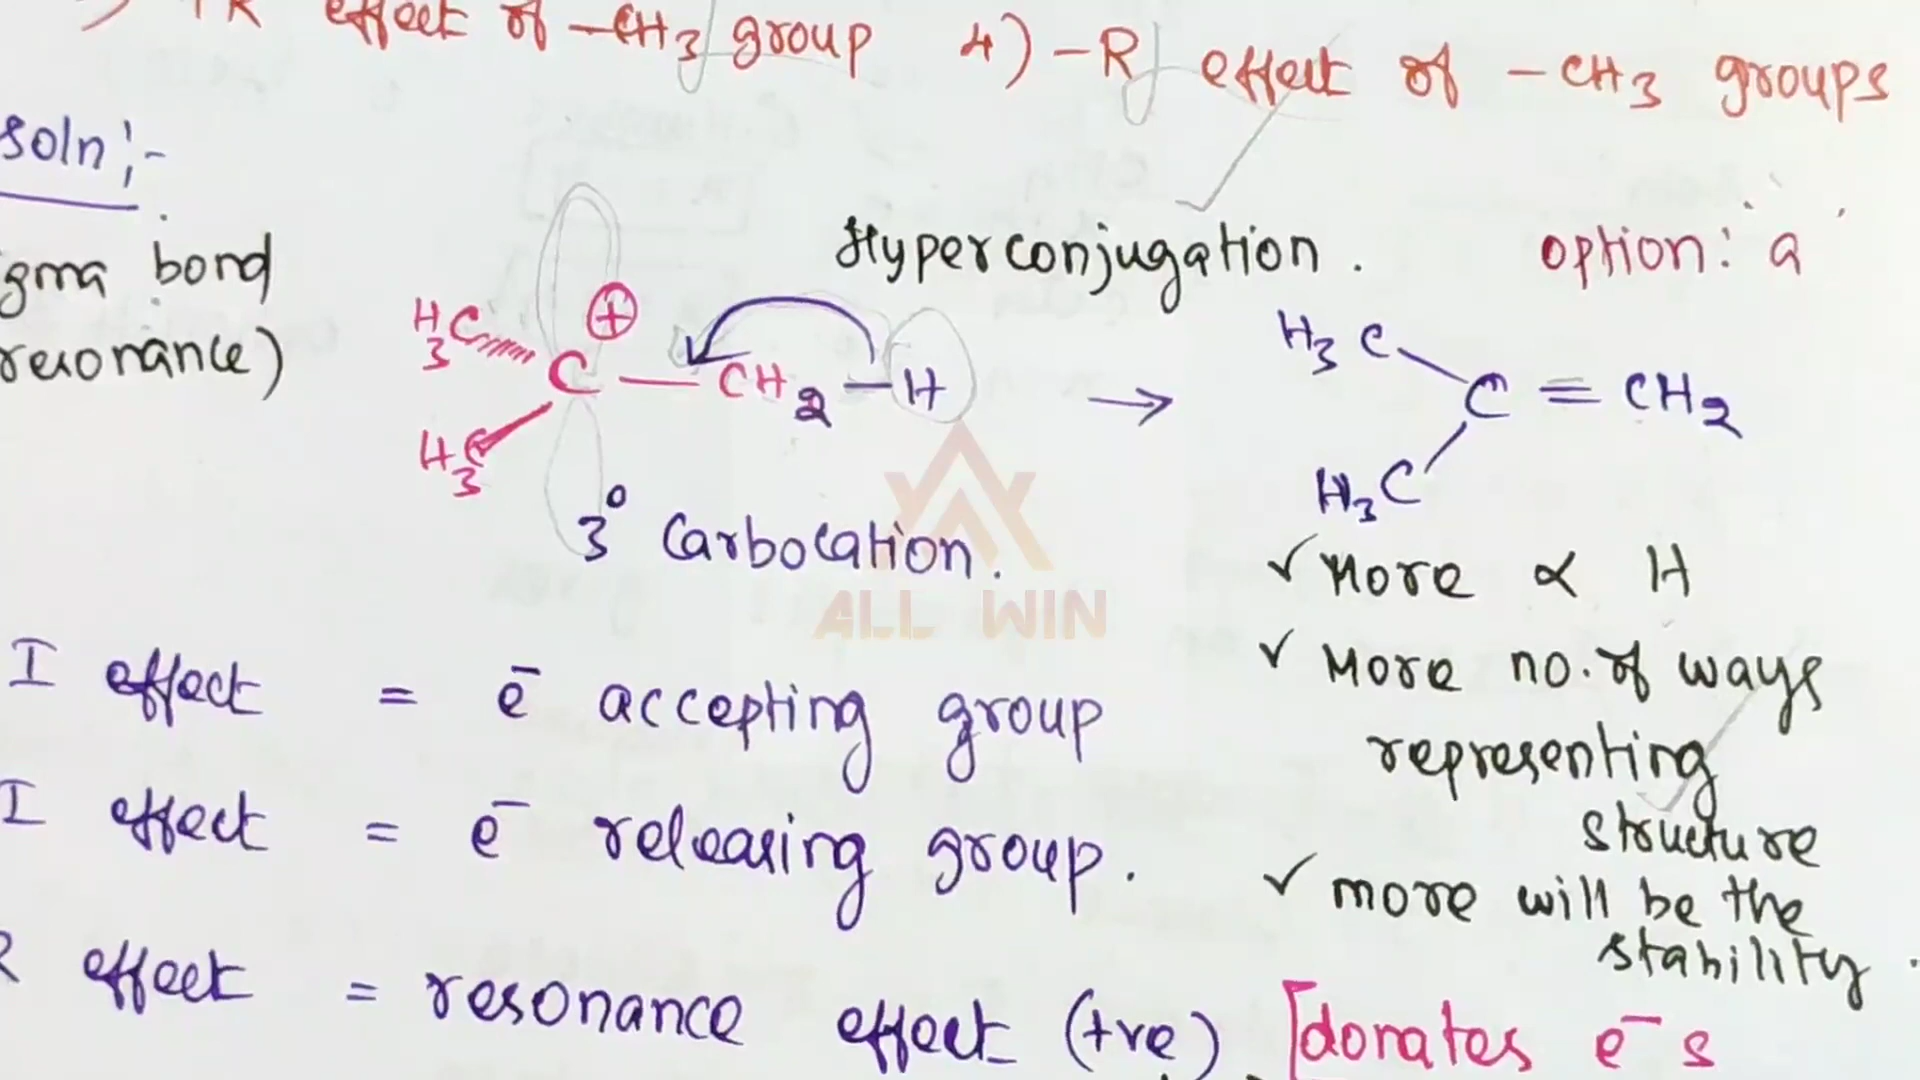 +R effect of -CH3 group 4) -R effect of -CH3 groups
soln:-
gma bond
resonance)
Hyperconjugation. option: a
H3C
C ⊕ — CH2 — H →
H3C
H3C
C = CH2
H3C
3° Carbocation.
✓ More α H
✓ More no. of ways
representing
structure
✓ more will be the
stability.
I effect = e⁻ accepting group
I effect = e⁻ releasing group.
R effect = resonance effect (+ve) [donates e⁻s
ALL WIN